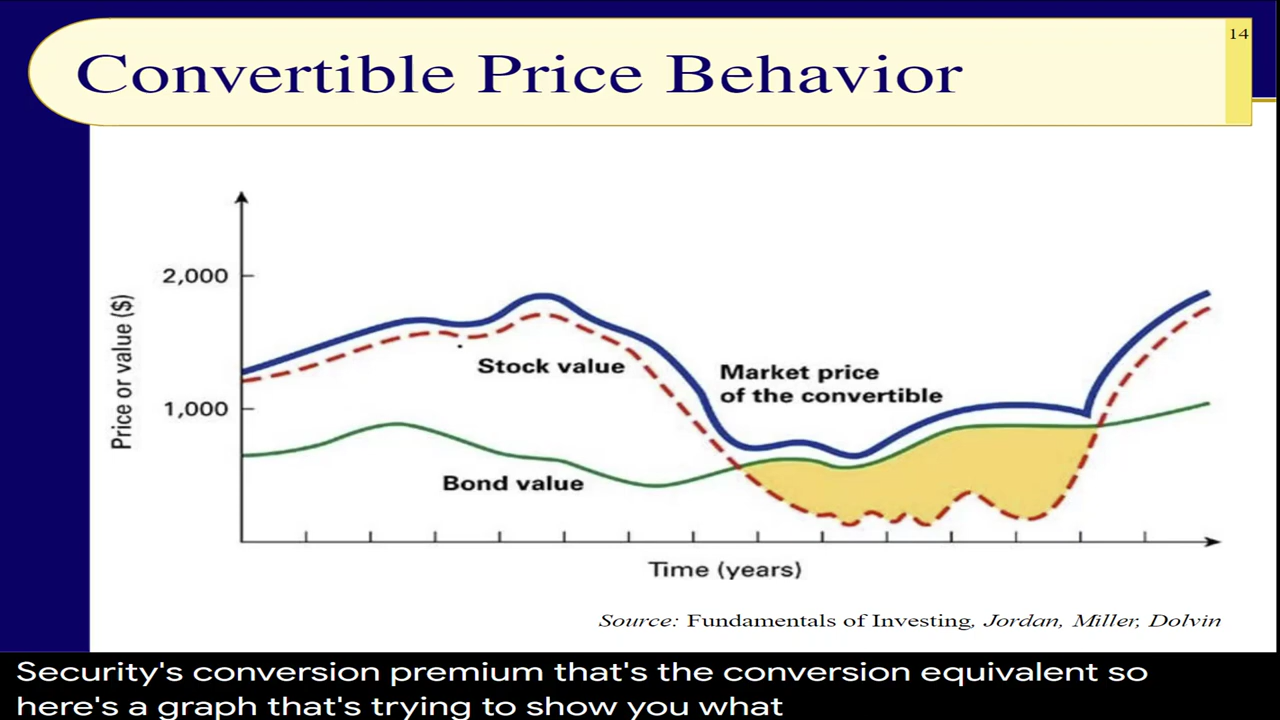 14
Convertible Price Behavior
Price or value ($)
2,000
1,000
Stock value
Market price
of the convertible
Bond value
Time (years)
Source: Fundamentals of Investing, Jordan, Miller, Dolvin
Security's conversion premium that's the conversion equivalent so
here's a graph that's trying to show you what